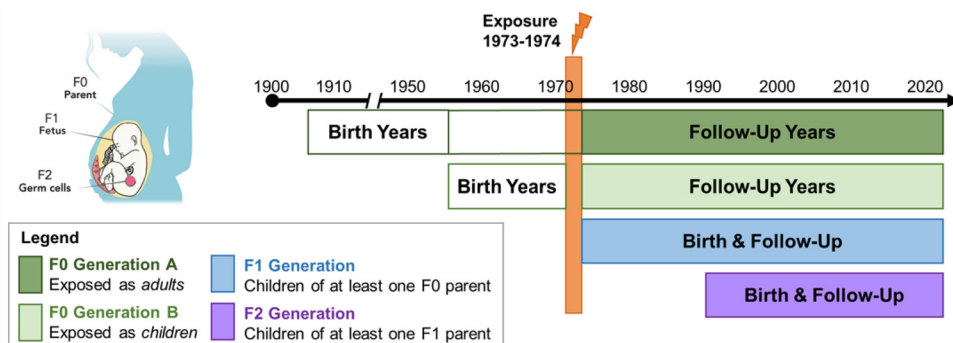 Exposure
1973-1974
F0
Parent
F1
Fetus
F2
Germ cells
1900 1910 1950 1960 1970 1980 1990 2000 2010 2020
Birth Years Follow-Up Years
Birth Years Follow-Up Years
Birth & Follow-Up
Birth & Follow-Up
Legend
F0 Generation A
Exposed as adults
F0 Generation B
Exposed as children
F1 Generation
Children of at least one F0 parent
F2 Generation
Children of at least one F1 parent